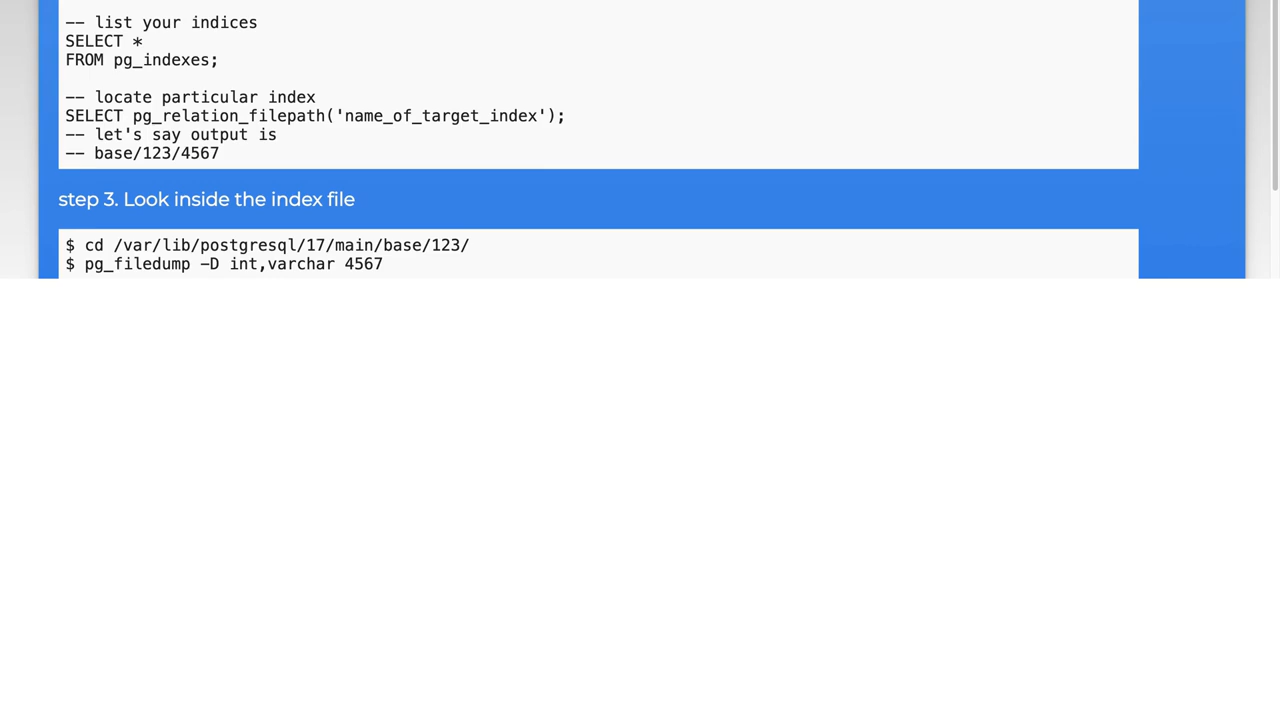 -- list your indices
SELECT *
FROM pg_indexes;
-- locate particular index
SELECT pg_relation_filepath('name_of_target_index');
-- let's say output is
-- base/123/4567
step 3. Look inside the index file
$ cd /var/lib/postgresql/17/main/base/123/
$ pg_filedump -D int,varchar 4567